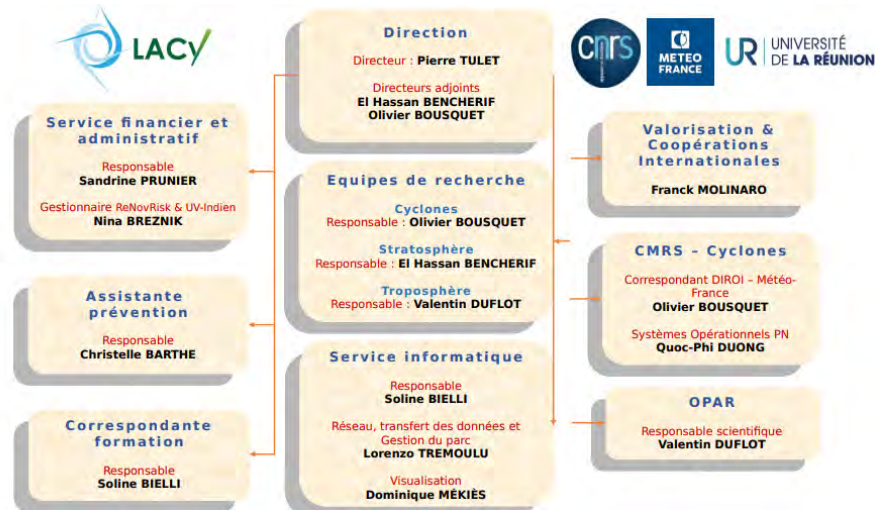 LACy
Direction
Directeur : Pierre TULET
Directeurs adjoints
El Hassan BENCHERIF
Olivier BOUSQUET
cnrs
METEO
FRANCE
UR
UNIVERSITÉ
DE LA RÉUNION
Service financier et
administratif
Responsable
Sandrine PRUNIER
Gestionnaire ReNovRisk & UV-Indien
Nina BREZNIK
Assistante
prévention
Responsable
Christelle BARTHE
Correspondante
formation
Responsable
Soline BIELLI
Equipes de recherche
Cyclones
Responsable : Olivier BOUSQUET
Stratosphère
Responsable : El Hassan BENCHERIF
Troposphère
Responsable : Valentin DUFLOT
Service informatique
Responsable
Soline BIELLI
Réseau, transfert des données et
Gestion du parc
Lorenzo TREMOULU
Visualisation
Dominique MÉKIÈS
Valorisation &
Coopérations
Internationales
Franck MOLINARO
CMRS – Cyclones
Correspondant DIROI – Météo-
France
Olivier BOUSQUET
Systèmes Opérationnels PN
Quoc-Phi DUONG
OPAR
Responsable scientifique
Valentin DUFLOT